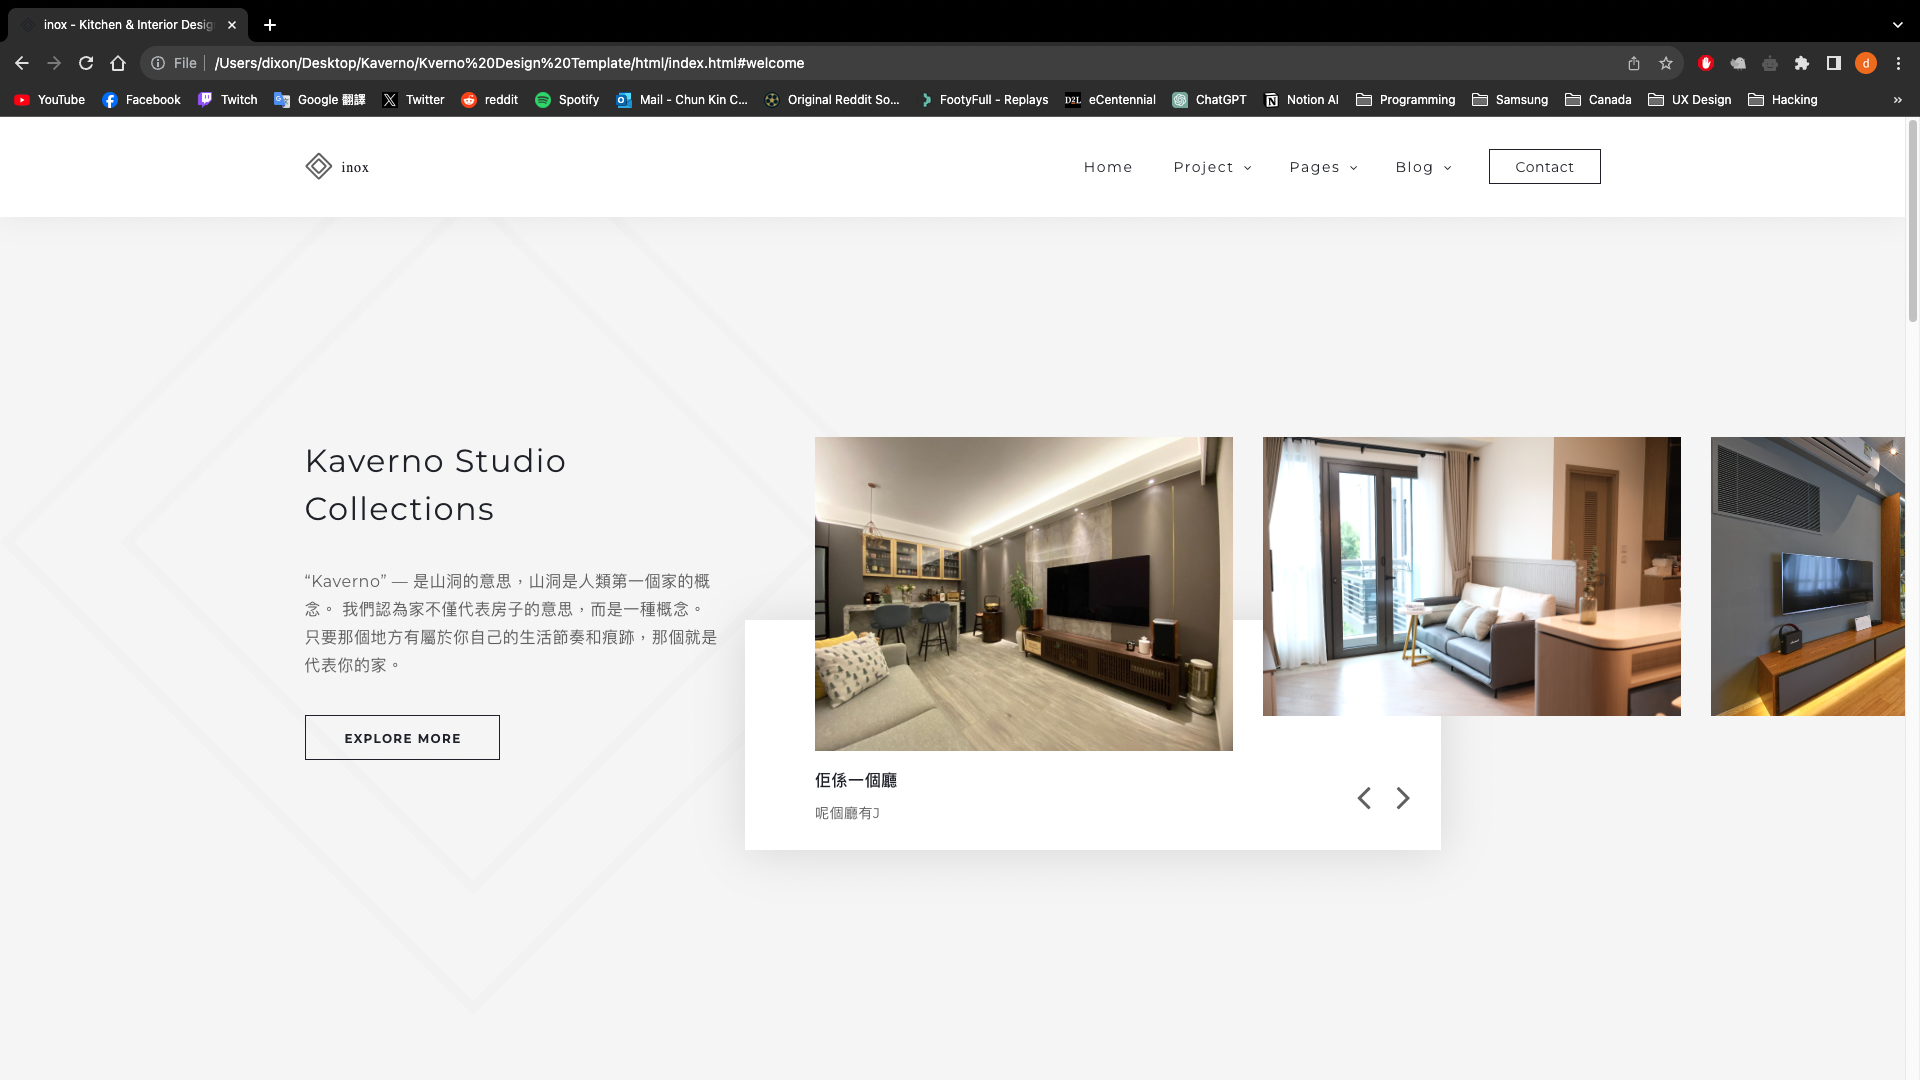 inox - Kitchen & Interior Desig
File
/Users/dixon/Desktop/Kaverno/Kverno%20Design%20Template/html/index.html#welcome
d
YouTube
Facebook
Twitch
Google 翻譯
Twitter
reddit
Spotify
Mail - Chun Kin C...
Original Reddit So...
FootyFull - Replays
D2L
eCentennial
ChatGPT
Notion AI
Programming
Samsung
Canada
UX Design
Hacking
inox
Home
Project
Pages
Blog
Contact
Kaverno Studio
Collections
“Kaverno” — 是山洞的意思，山洞是人類第一個家的概
念。 我們認為家不僅代表房子的意思，而是一種概念。
只要那個地方有屬於你自己的生活節奏和痕跡，那個就是
代表你的家。
EXPLORE MORE
佢係一個廳
呢個廳有J